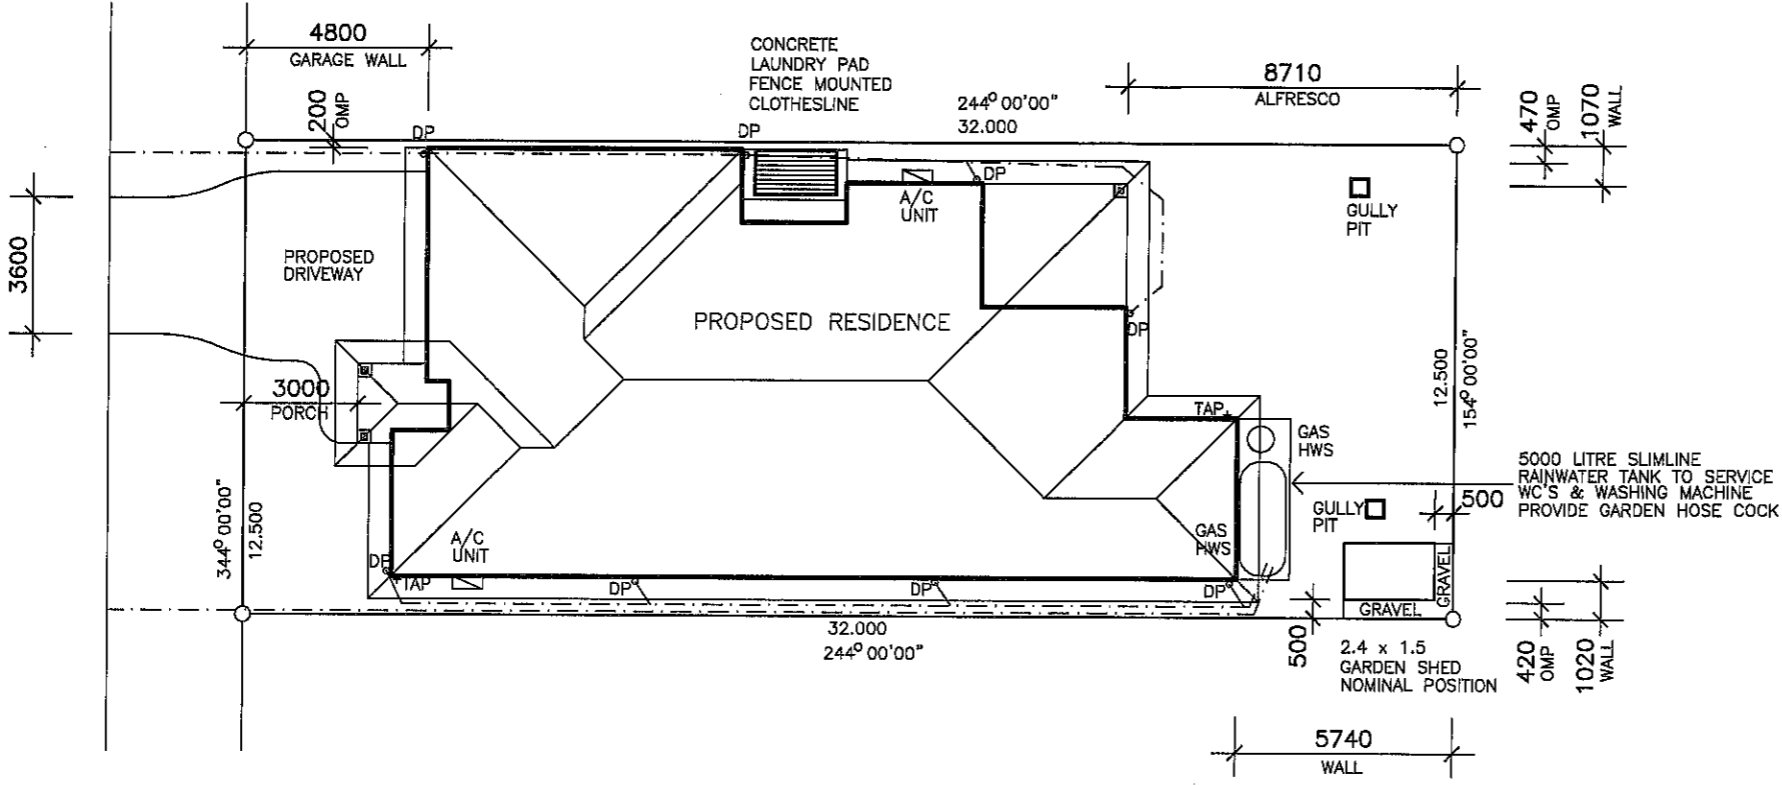 4800
GARAGE WALL
CONCRETE
LAUNDRY PAD
FENCE MOUNTED
CLOTHESLINE
8710
ALFRESCO
200
OMP
244° 00'00"
32.000
470
OMP
1070
WALL
DP
DP
DP
A/C
UNIT
GULLY
PIT
3600
PROPOSED
DRIVEWAY
PROPOSED RESIDENCE
DP
12.500
154° 00'00"
3000
PORCH
TAP
GAS
HWS
5000 LITRE SLIMLINE
RAINWATER TANK TO SERVICE
WC'S & WASHING MACHINE
PROVIDE GARDEN HOSE COCK
500
GULLY
PIT
344° 00'00"
12.500
A/C
UNIT
GAS
HWS
DP
TAP
DP
DP
DP
GRAVEL
GRAVEL
32.000
244° 00'00"
500
2.4 x 1.5
GARDEN SHED
NOMINAL POSITION
420
OMP
1020
WALL
5740
WALL